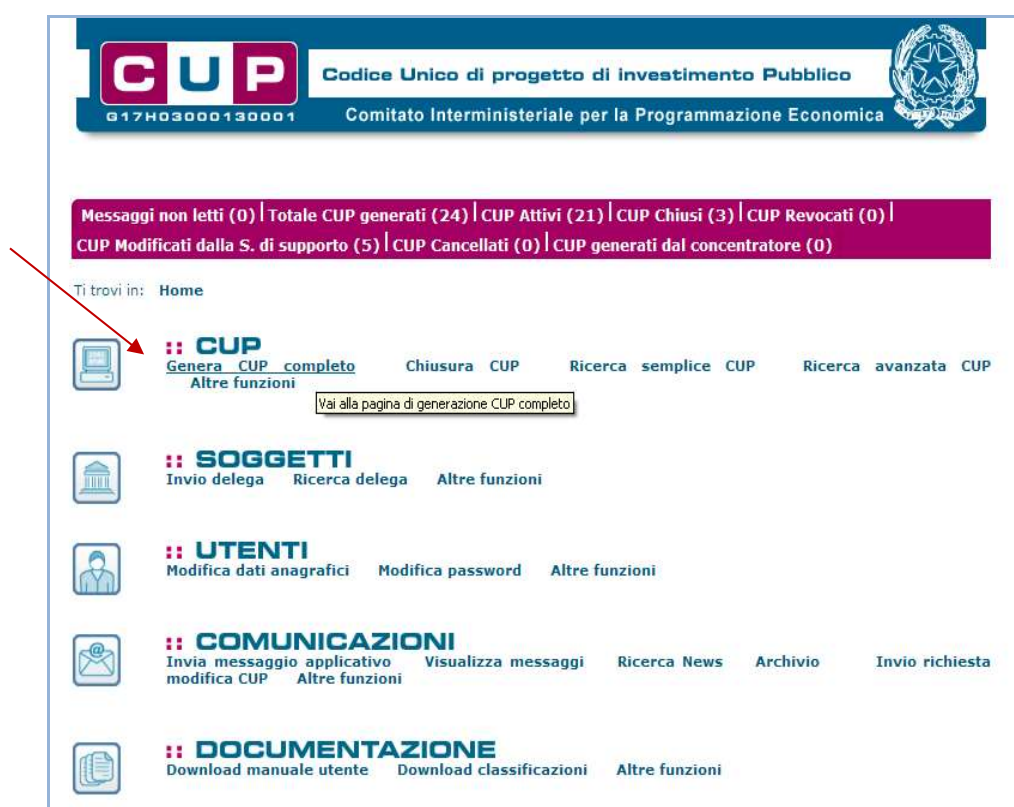 CUP
Codice Unico di progetto di investimento Pubblico
G17H03000130001
Comitato Interministeriale per la Programmazione Economica
Messaggi non letti (0) | Totale CUP generati (24) | CUP Attivi (21) | CUP Chiusi (3) | CUP Revocati (0) |
CUP Modificati dalla S. di supporto (5) | CUP Cancellati (0) | CUP generati dal concentratore (0)
Ti trovi in: Home
:: CUP
Genera CUP completo Chiusura CUP Ricerca semplice CUP Ricerca avanzata CUP
Altre funzioni
Vai alla pagina di generazione CUP completo
:: SOGGETTI
Invio delega Ricerca delega Altre funzioni
:: UTENTI
Modifica dati anagrafici Modifica password Altre funzioni
:: COMUNICAZIONI
Invia messaggio applicativo Visualizza messaggi Ricerca News Archivio Invio richiesta
modifica CUP Altre funzioni
:: DOCUMENTAZIONE
Download manuale utente Download classificazioni Altre funzioni